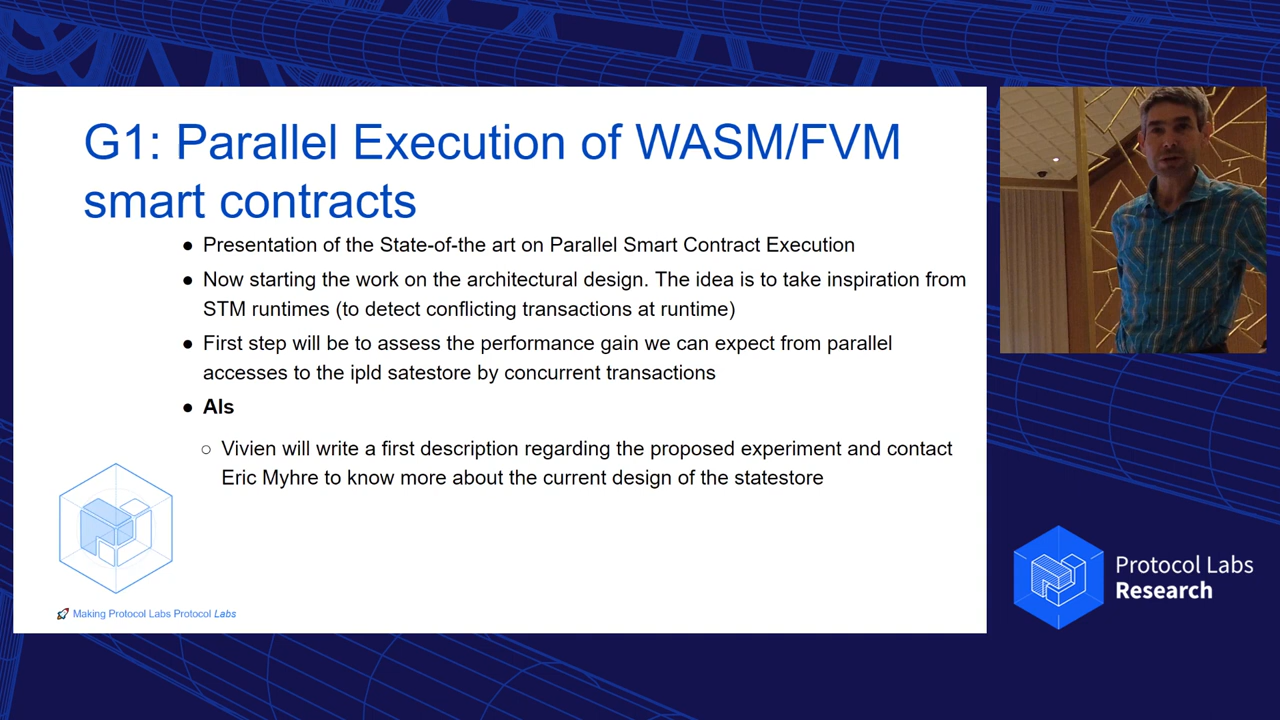 G1: Parallel Execution of WASM/FVM
smart contracts
● Presentation of the State-of-the art on Parallel Smart Contract Execution
● Now starting the work on the architectural design. The idea is to take inspiration from
STM runtimes (to detect conflicting transactions at runtime)
● First step will be to assess the performance gain we can expect from parallel
accesses to the ipld satestore by concurrent transactions
● AIs
○ Vivien will write a first description regarding the proposed experiment and contact
Eric Myhre to know more about the current design of the statestore
🚀 Making Protocol Labs Protocol Labs
Protocol Labs
Research